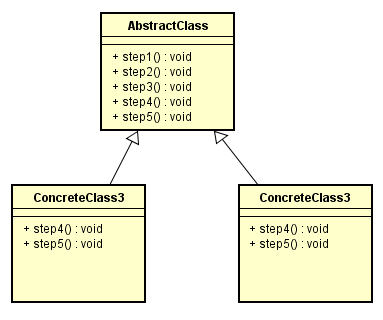 AbstractClass
+ step1() : void
+ step2() : void
+ step3() : void
+ step4() : void
+ step5() : void
ConcreteClass3
+ step4() : void
+ step5() : void
ConcreteClass3
+ step4() : void
+ step5() : void